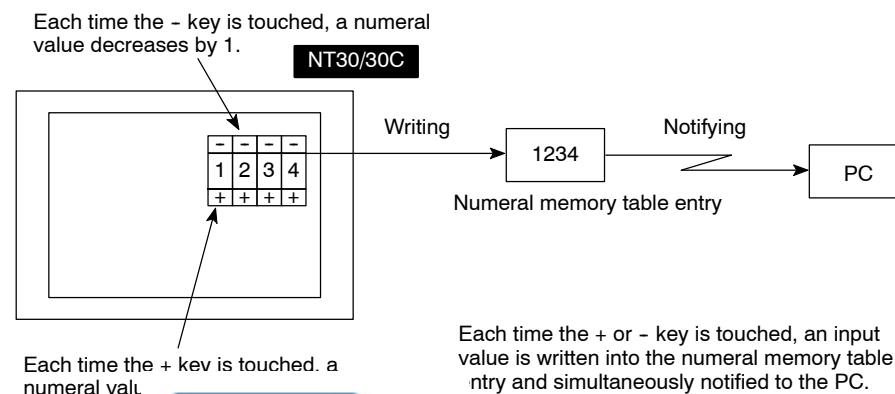 Each time the - key is touched, a numeral
value decreases by 1.
NT30/30C
- - - -
1 2 3 4
+ + + +
Writing
1234
Numeral memory table entry
Notifying
PC
Each time the + key is touched, a
numeral
Each time the + or - key is touched, an input
value is written into the numeral memory table
ntry and simultaneously notified to the PC.